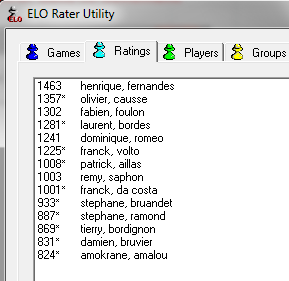 ELO Rater Utility
ELO
Games Ratings Players Groups
1463 henrique, fernandes
1357* olivier, causse
1302 fabien, foulon
1281* laurent, bordes
1241 dominique, romeo
1225* franck, volto
1008* patrick, aillas
1003 remy, saphon
1001* franck, da costa
933* stephane, bruandet
887* stephane, ramond
869* tierry, bordignon
831* damien, bruvier
824* amokrane, amalou